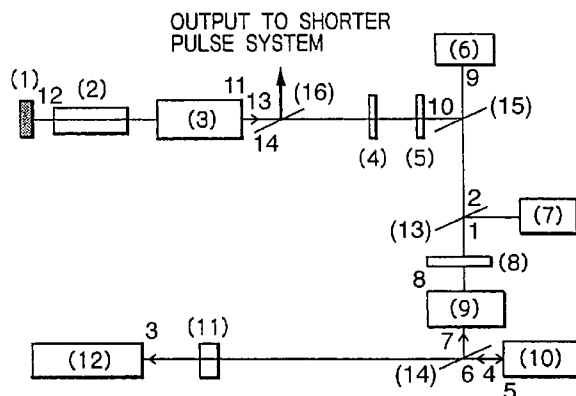 OUTPUT TO SHORTER
PULSE SYSTEM
(1) 12 (2) (3) 11 13 14 (16) (4) (5) 10 (6) 9 (15)
(13) 2 1 (7)
8 (8)
(9)
(12) 3 (11) (14) 7 6 4 (10) 5